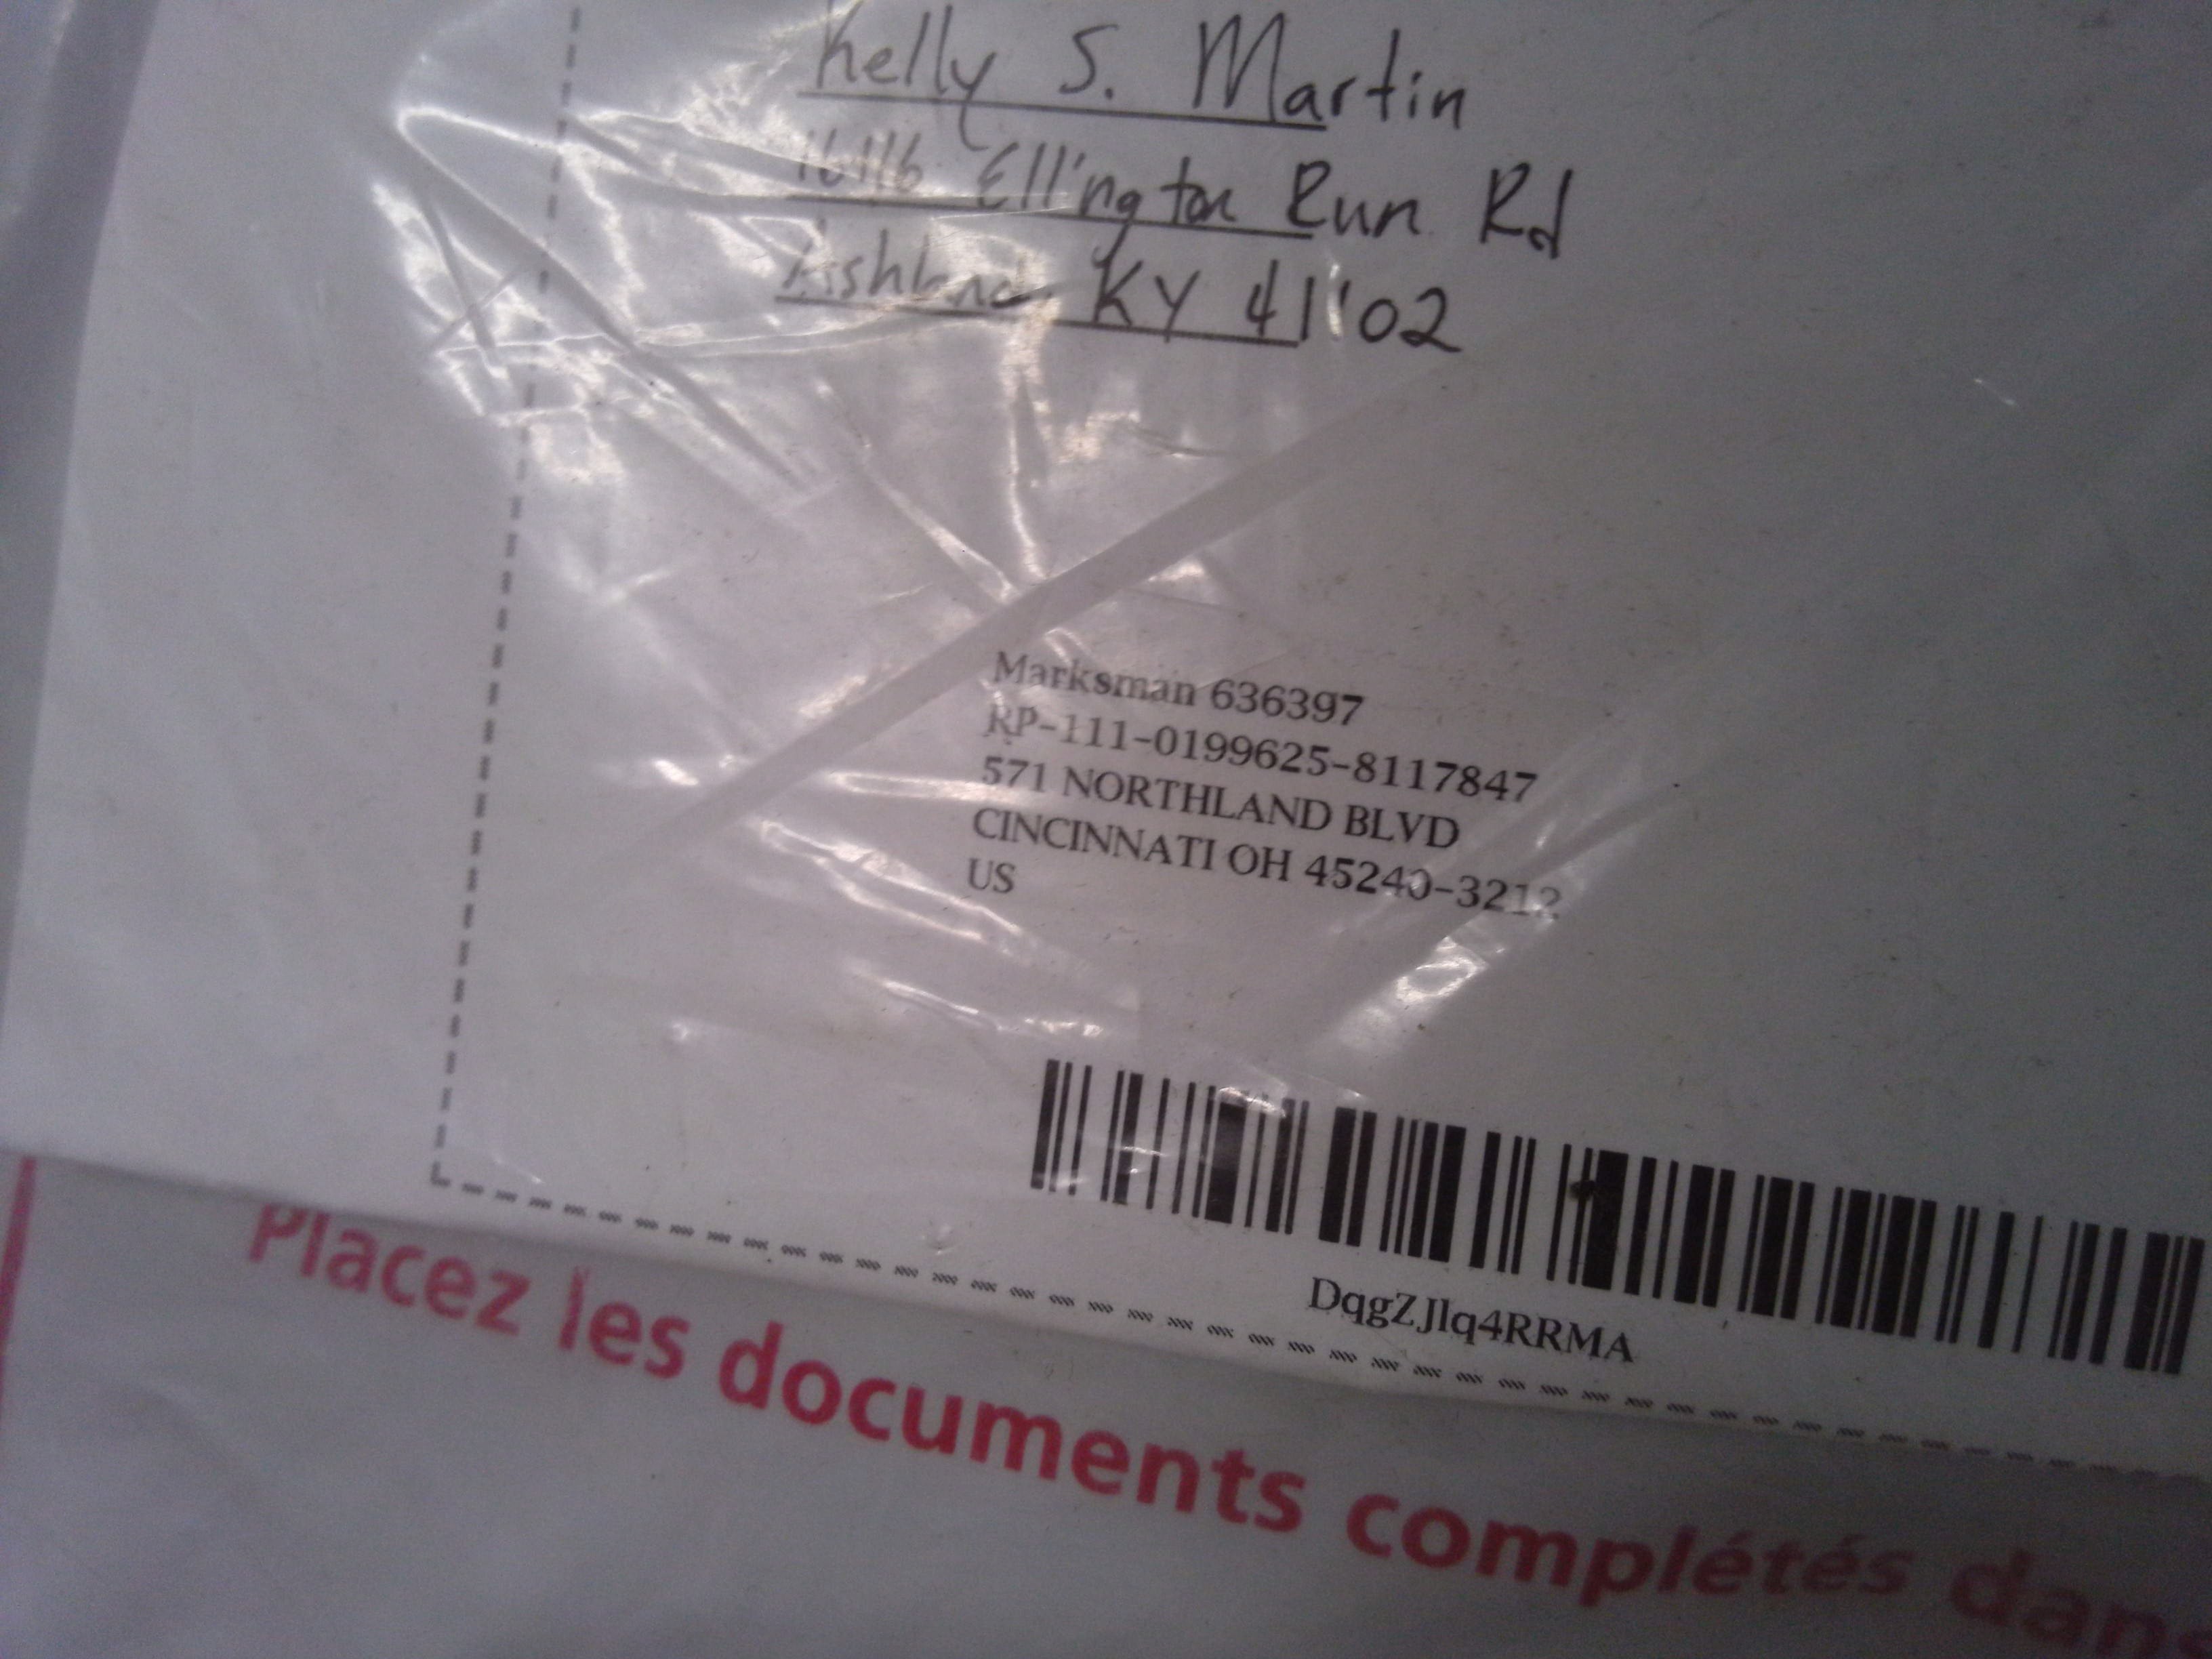 Kelly S. Martin
16116 Ellington Run Rd
Ashland, KY 41102
Marksman 636397
RP-111-0199625-8117847
571 NORTHLAND BLVD
CINCINNATI OH 45240-3212
US
DqgZJlq4RRMA
Placez les documents complétés dans